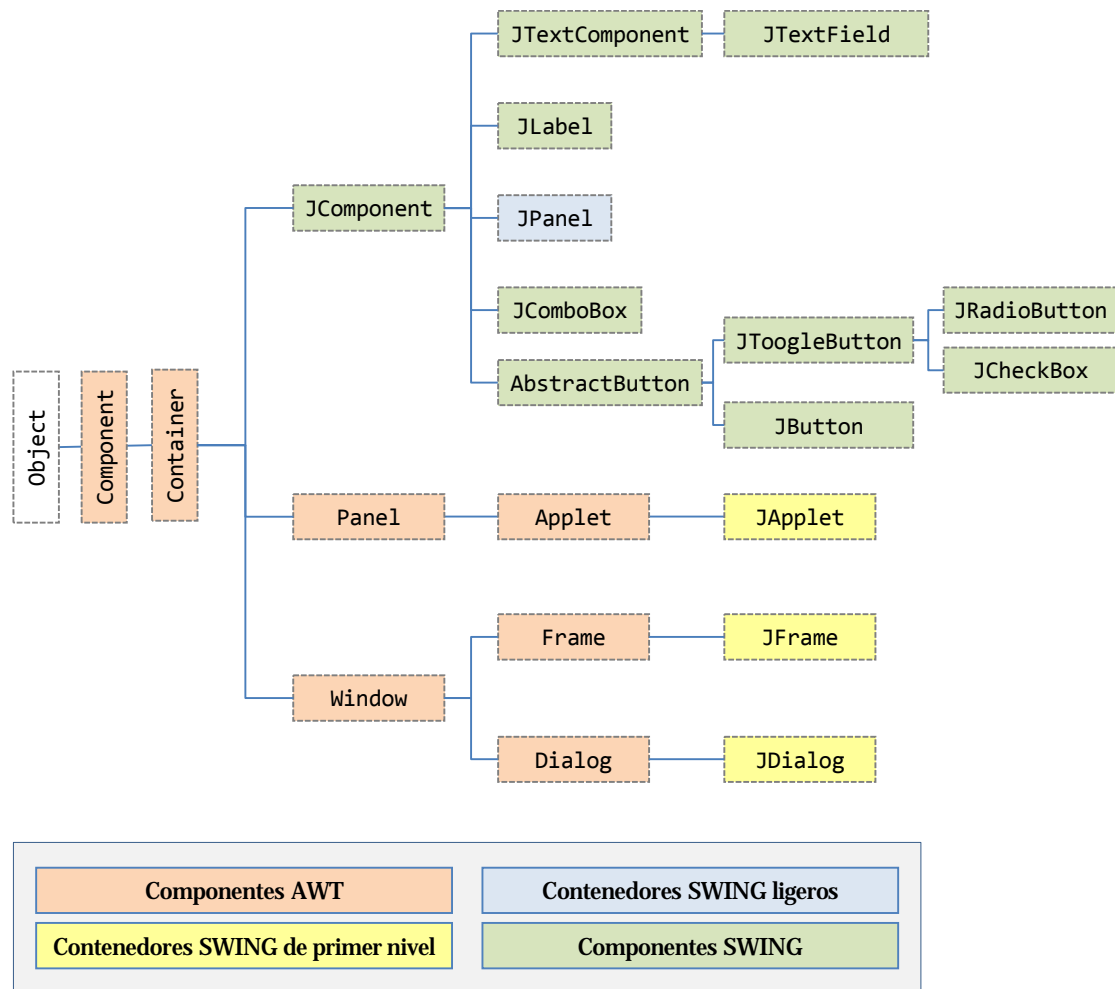 JTextComponent
JTextField
JLabel
JComponent
JPanel
JComboBox
JRadioButton
JToogleButton
JCheckBox
AbstractButton
JButton
Object
Component
Container
Panel
Applet
JApplet
Frame
JFrame
Window
Dialog
JDialog
Componentes AWT
Contenedores SWING ligeros
Contenedores SWING de primer nivel
Componentes SWING